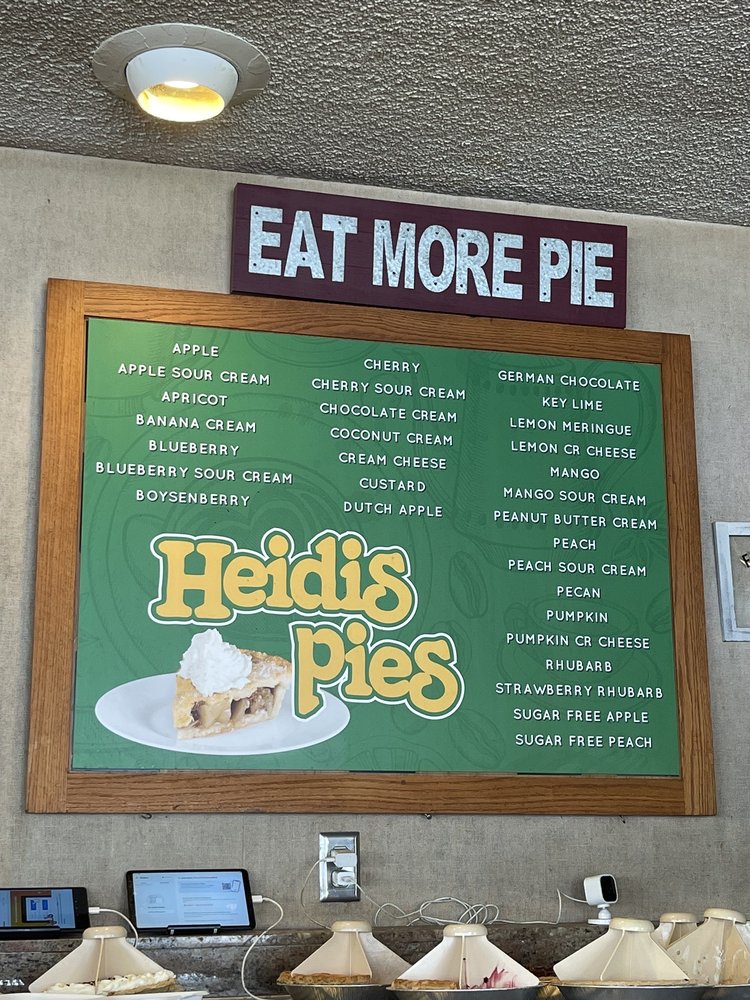 EAT MORE PIE
APPLE
APPLE SOUR CREAM
APRICOT
BANANA CREAM
BLUEBERRY
BLUEBERRY SOUR CREAM
BOYSENBERRY
CHERRY
CHERRY SOUR CREAM
CHOCOLATE CREAM
COCONUT CREAM
CREAM CHEESE
CUSTARD
DUTCH APPLE
GERMAN CHOCOLATE
KEY LIME
LEMON MERINGUE
LEMON CR CHEESE
MANGO
MANGO SOUR CREAM
PEANUT BUTTER CREAM
PEACH
PEACH SOUR CREAM
PECAN
PUMPKIN
PUMPKIN CR CHEESE
RHUBARB
STRAWBERRY RHUBARB
SUGAR FREE APPLE
SUGAR FREE PEACH
Heidis
Pies